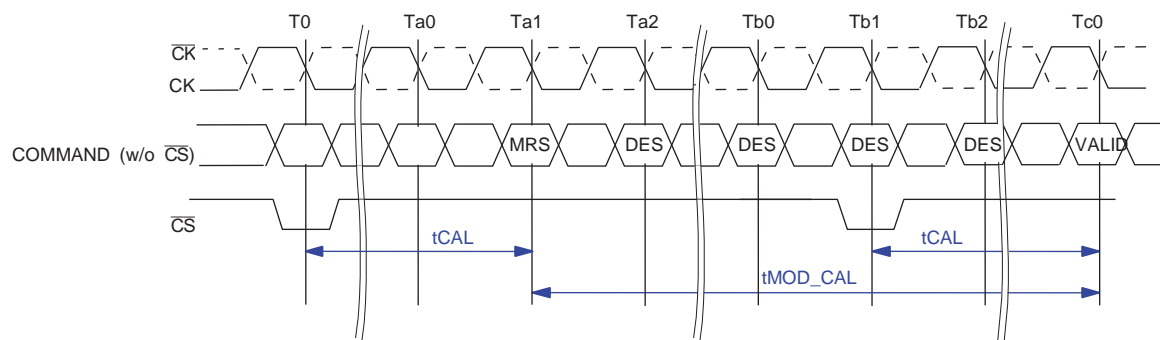 T0 Ta0 Ta1 Ta2 Tb0 Tb1 Tb2 Tc0
CK
CK
COMMAND (w/o CS) MRS DES DES DES DES VALID
CS
tCAL tCAL
tMOD_CAL